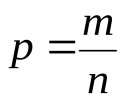 p = m/n